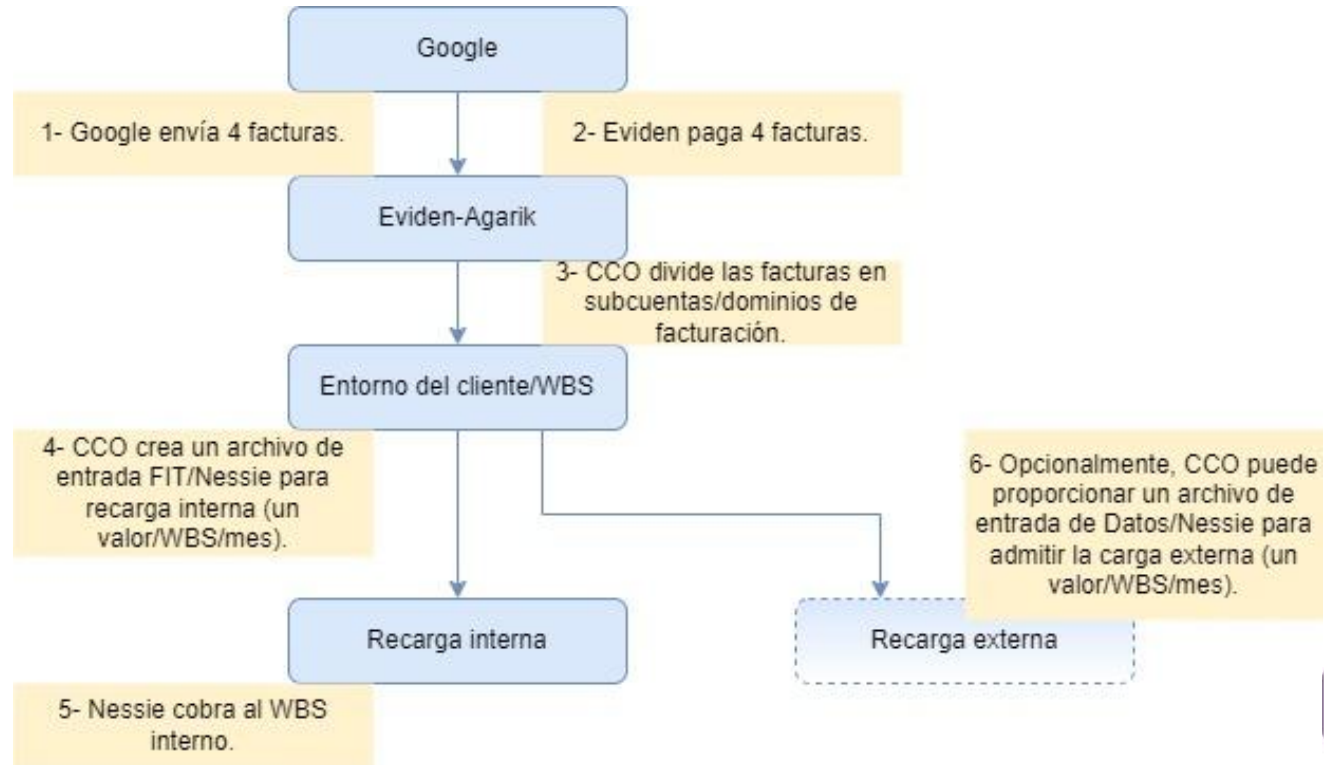 Google
1- Google envía 4 facturas.
2- Eviden paga 4 facturas.
Eviden-Agarik
3- CCO divide las facturas en
subcuentas/dominios de
facturación.
Entorno del cliente/WBS
4- CCO crea un archivo de
entrada FIT/Nessie para
recarga interna (un
valor/WBS/mes).
6- Opcionalmente, CCO puede
proporcionar un archivo de
entrada de Datos/Nessie para
admitir la carga externa (un
valor/WBS/mes).
Recarga interna
Recarga externa
5- Nessie cobra al WBS
interno.